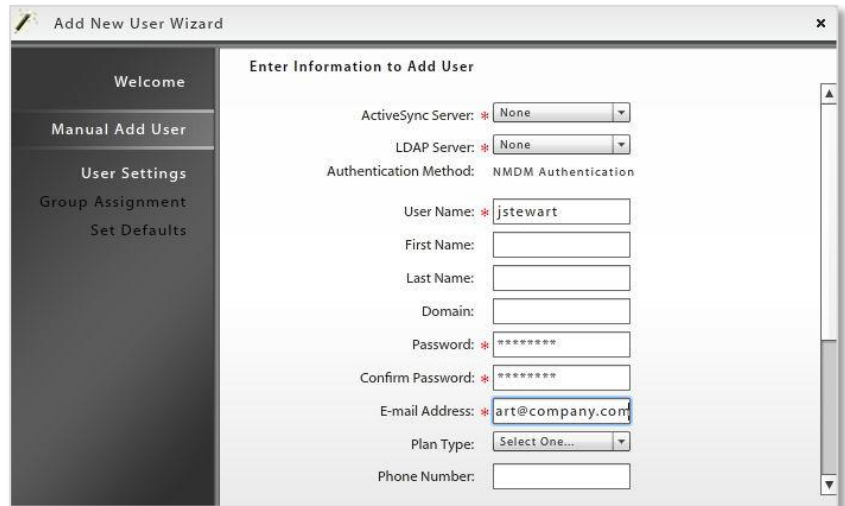 Add New User Wizard
Welcome
Manual Add User
User Settings
Group Assignment
Set Defaults
Enter Information to Add User
ActiveSync Server: * None
LDAP Server: * None
Authentication Method: NMDM Authentication
User Name: * jstewart
First Name:
Last Name:
Domain:
Password: * ********
Confirm Password: * ********
E-mail Address: * art@company.com
Plan Type: Select One...
Phone Number: